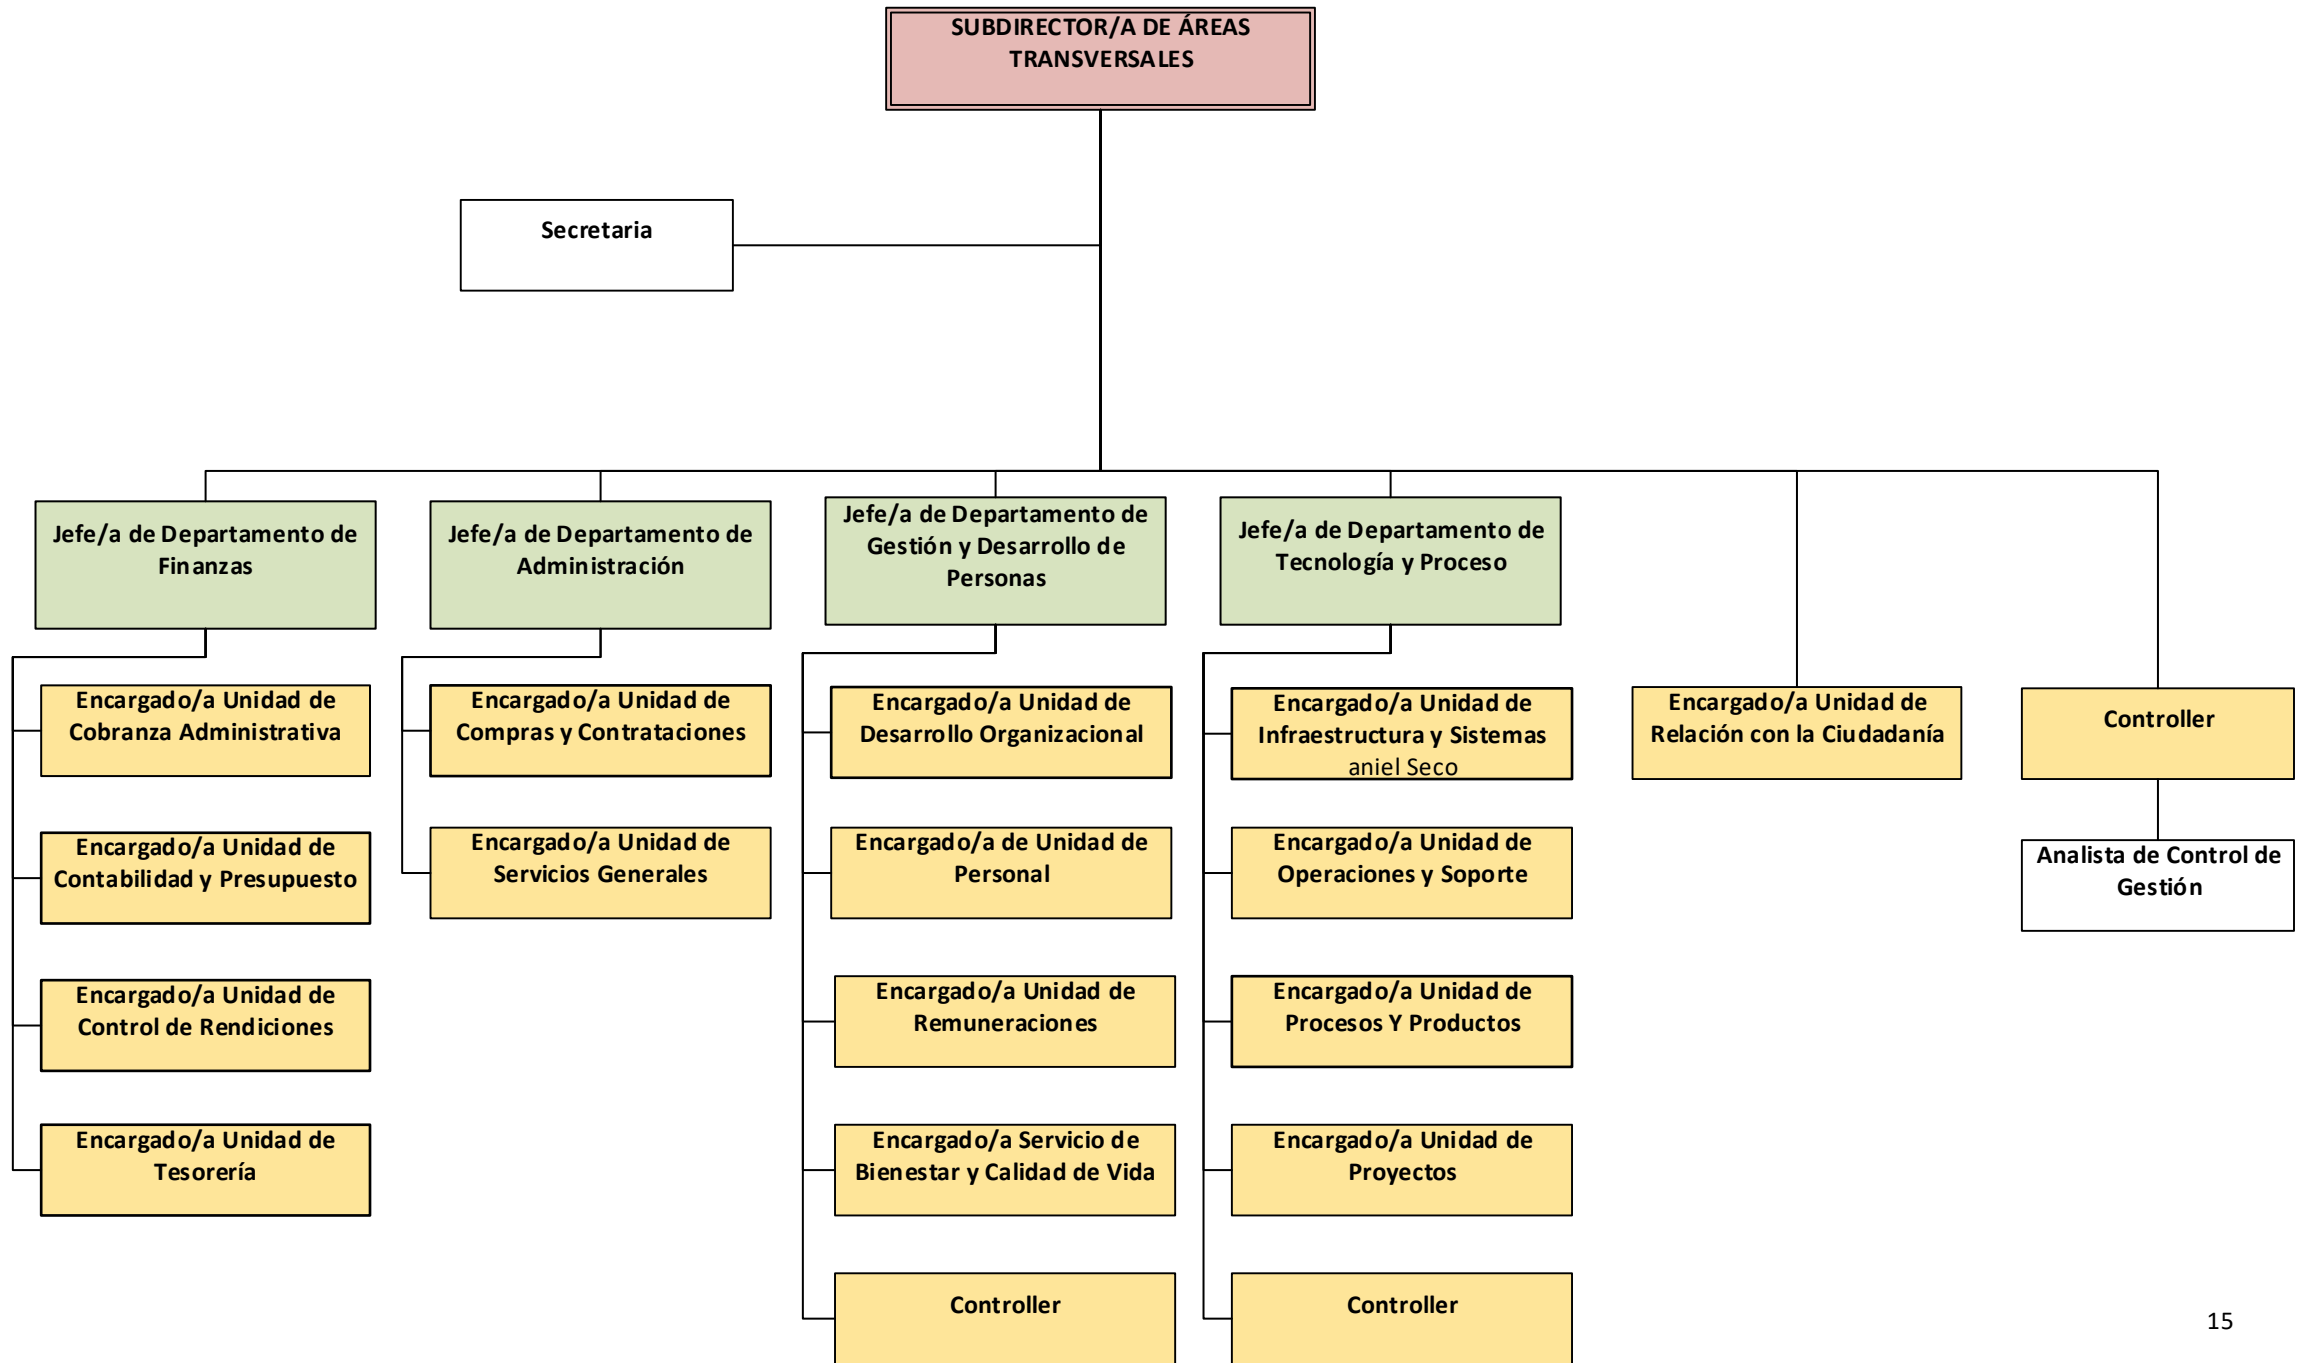 SUBDIRECTOR/A DE ÁREAS
TRANSVERSALES
Secretaria
Jefe/a de Departamento de
Finanzas
Jefe/a de Departamento de
Administración
Jefe/a de Departamento de
Gestión y Desarrollo de
Personas
Jefe/a de Departamento de
Tecnología y Proceso
Encargado/a Unidad de
Cobranza Administrativa
Encargado/a Unidad de
Compras y Contrataciones
Encargado/a Unidad de
Desarrollo Organizacional
Encargado/a Unidad de
Infraestructura y Sistemas
aniel Seco
Encargado/a Unidad de
Relación con la Ciudadanía
Controller
Encargado/a Unidad de
Contabilidad y Presupuesto
Encargado/a Unidad de
Servicios Generales
Encargado/a de Unidad de
Personal
Encargado/a Unidad de
Operaciones y Soporte
Analista de Control de
Gestión
Encargado/a Unidad de
Control de Rendiciones
Encargado/a Unidad de
Remuneraciones
Encargado/a Unidad de
Procesos Y Productos
Encargado/a Unidad de
Tesorería
Encargado/a Servicio de
Bienestar y Calidad de Vida
Encargado/a Unidad de
Proyectos
Controller
Controller
15